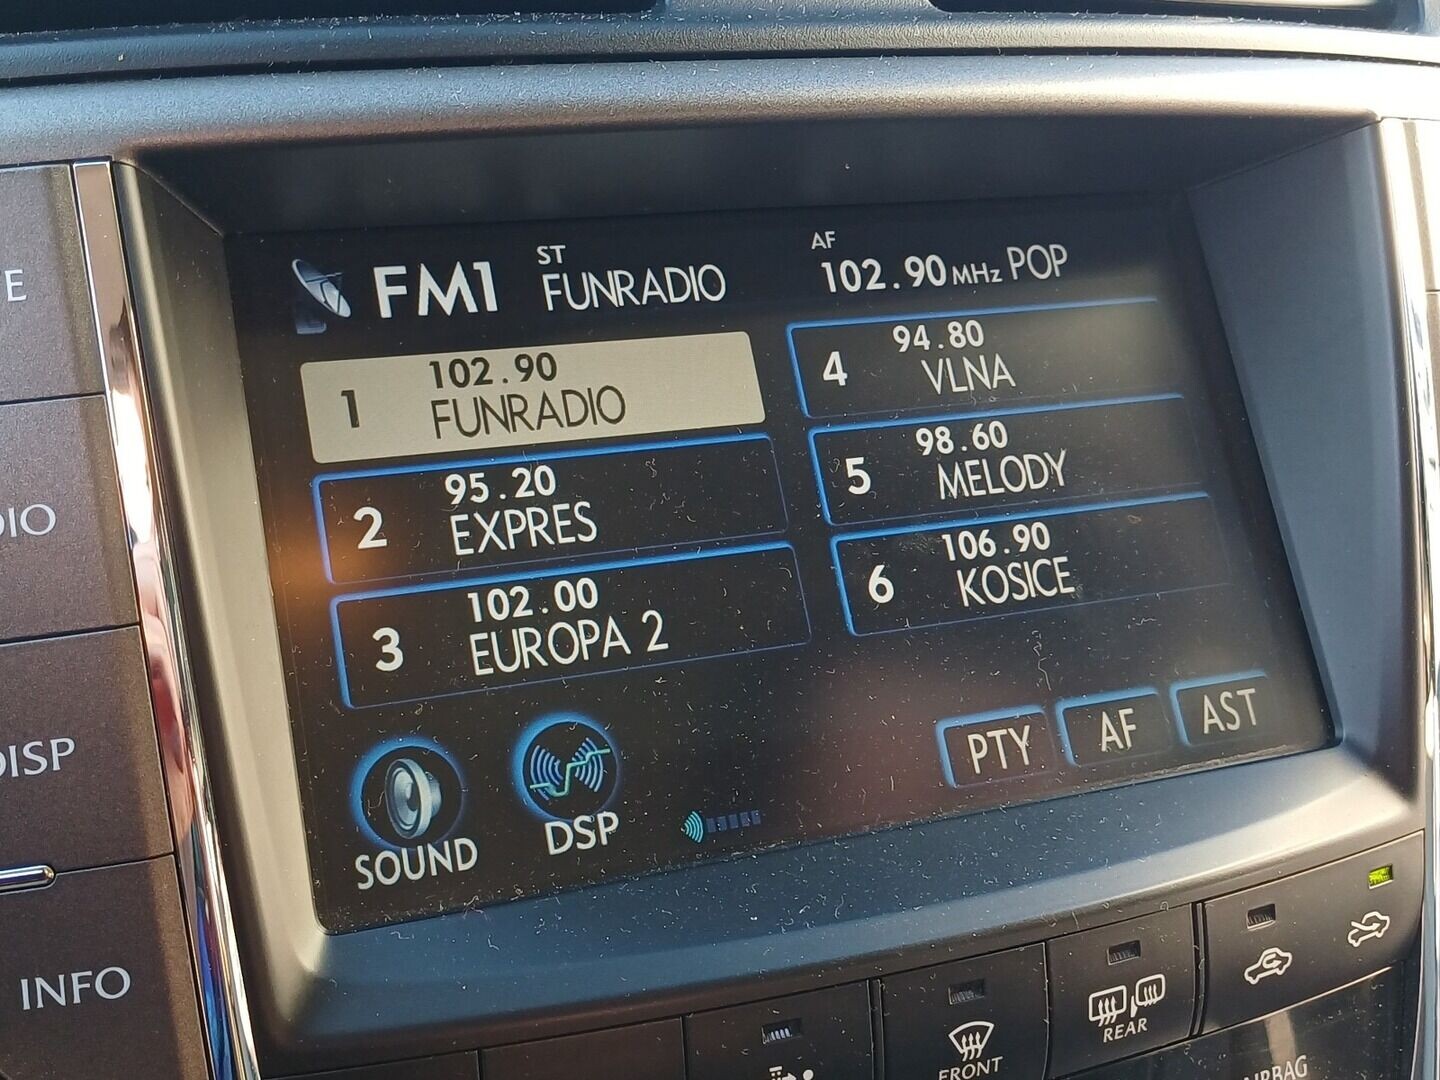 FM1
ST
FUNRADIO
AF
102.90 MHz POP
1
102.90
FUNRADIO
2
95.20
EXPRES
3
102.00
EUROPA 2
4
94.80
VLNA
5
98.60
MELODY
6
106.90
KOSICE
SOUND
DSP
PTY
AF
AST
DISP
INFO
FRONT
REAR